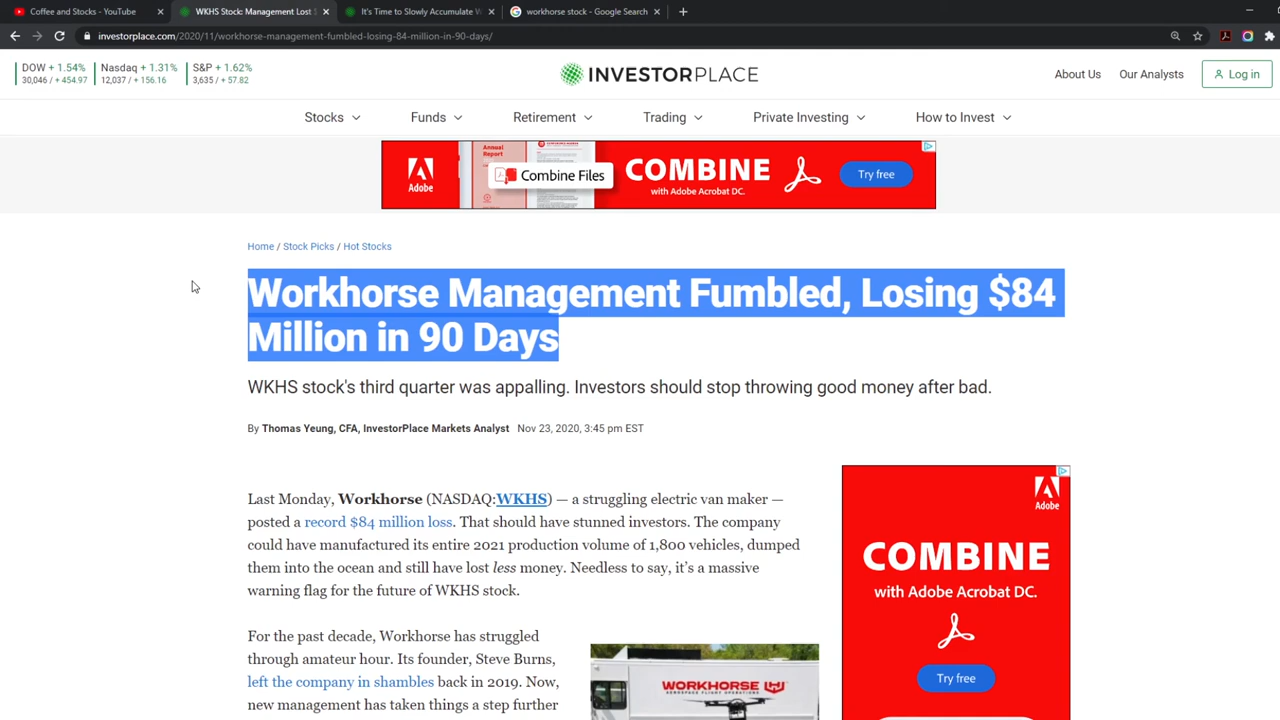 Coffee and Stocks - YouTube
WKHS Stock Management Lost
It's Time to Slowly Accumulate W
workhorse stock - Google Search
investorplace.com/2020/11/workhorse-management-fumbled-losing-84-million-in-90-days/
DOW + 1.54%
30,046 / + 454.97
Nasdaq + 1.31%
12,037 / + 156.16
S&P + 1.62%
3,635 / + 57.82
INVESTORPLACE
About Us
Our Analysts
Log in
Stocks
Funds
Retirement
Trading
Private Investing
How to Invest
Adobe
Annual
Report
Combine Files
COMBINE
with Adobe Acrobat DC.
Try free
Home / Stock Picks / Hot Stocks
Workhorse Management Fumbled, Losing $84
Million in 90 Days
WKHS stock's third quarter was appalling. Investors should stop throwing good money after bad.
By Thomas Yeung, CFA, InvestorPlace Markets Analyst Nov 23, 2020, 3:45 pm EST
Last Monday, Workhorse (NASDAQ:WKHS) — a struggling electric van maker —
posted a record $84 million loss. That should have stunned investors. The company
could have manufactured its entire 2021 production volume of 1,800 vehicles, dumped
them into the ocean and still have lost less money. Needless to say, it's a massive
warning flag for the future of WKHS stock.
For the past decade, Workhorse has struggled
through amateur hour. Its founder, Steve Burns,
left the company in shambles back in 2019. Now,
new management has taken things a step further
WORKHORSE
Adobe
COMBINE
with Adobe Acrobat DC.
Try free